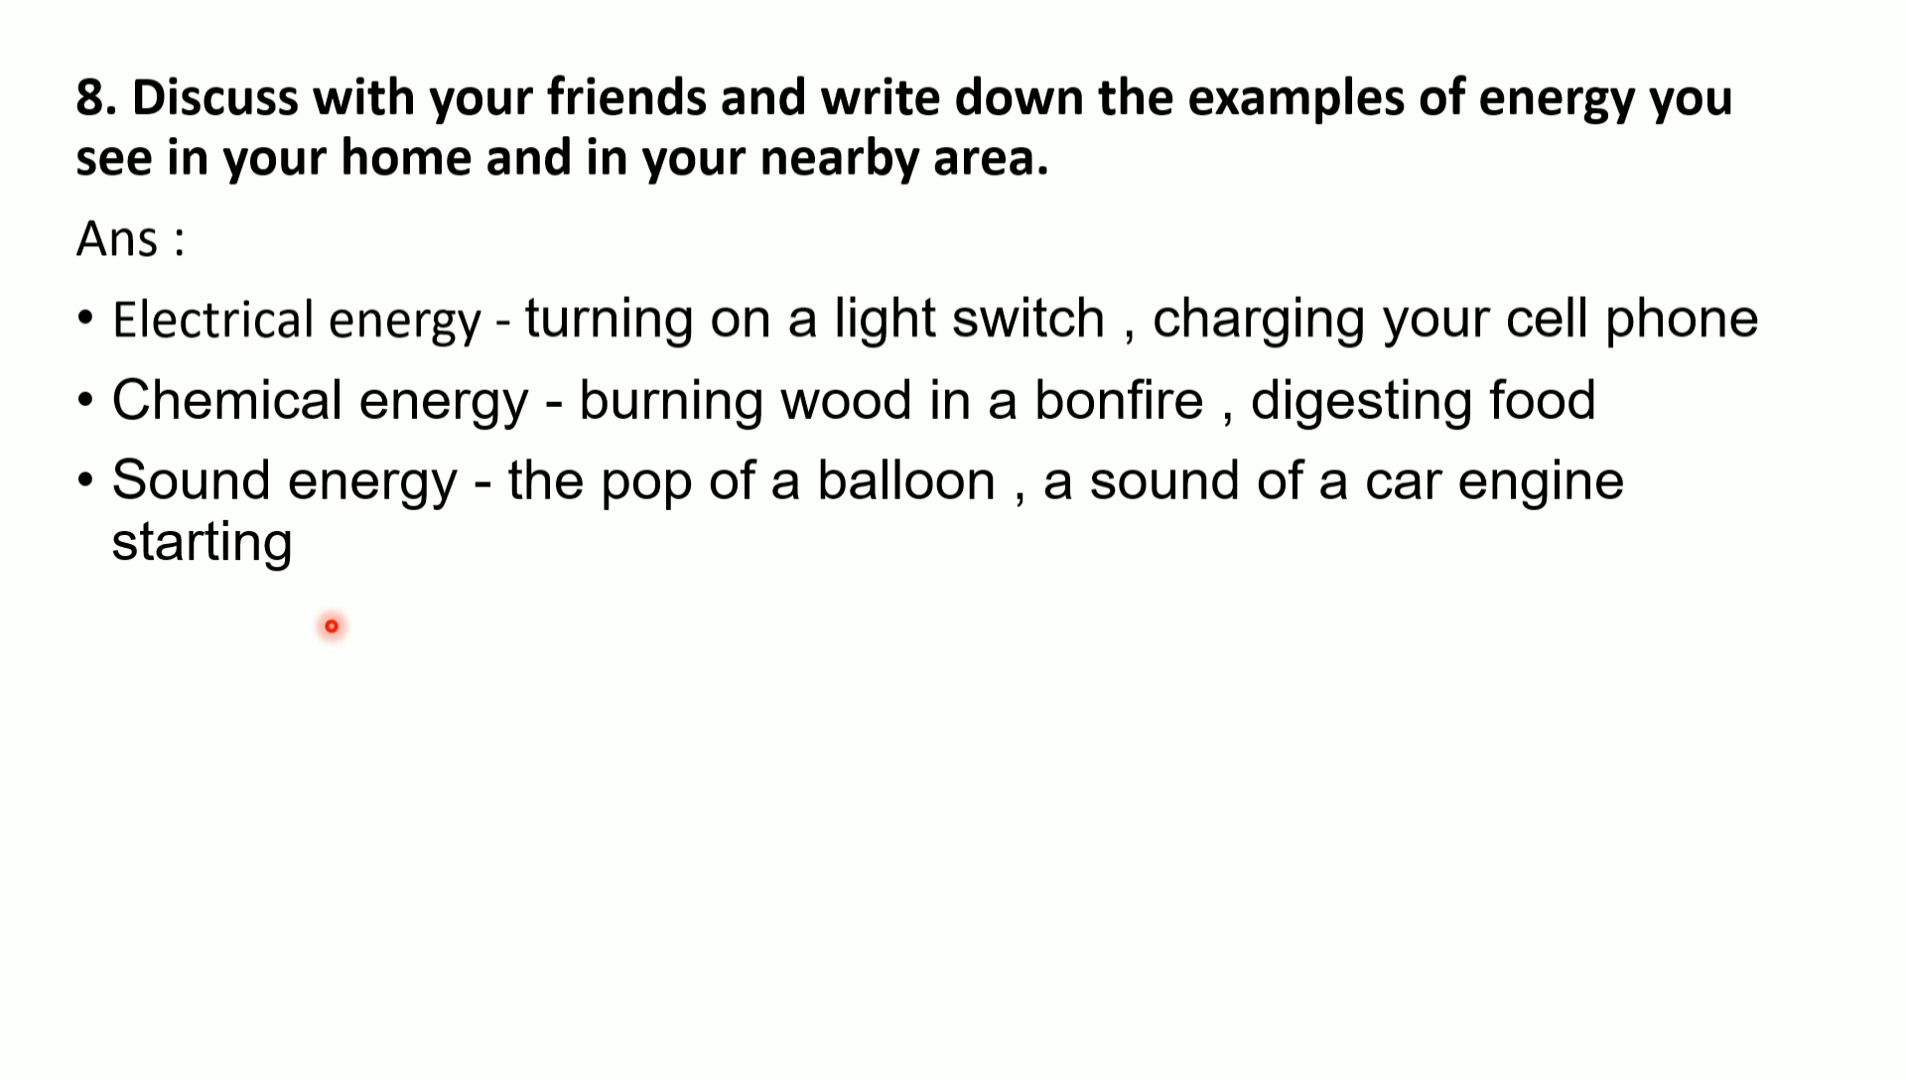 8. Discuss with your friends and write down the examples of energy you
see in your home and in your nearby area.
Ans :
• Electrical energy - turning on a light switch , charging your cell phone
• Chemical energy - burning wood in a bonfire , digesting food
• Sound energy - the pop of a balloon , a sound of a car engine
starting